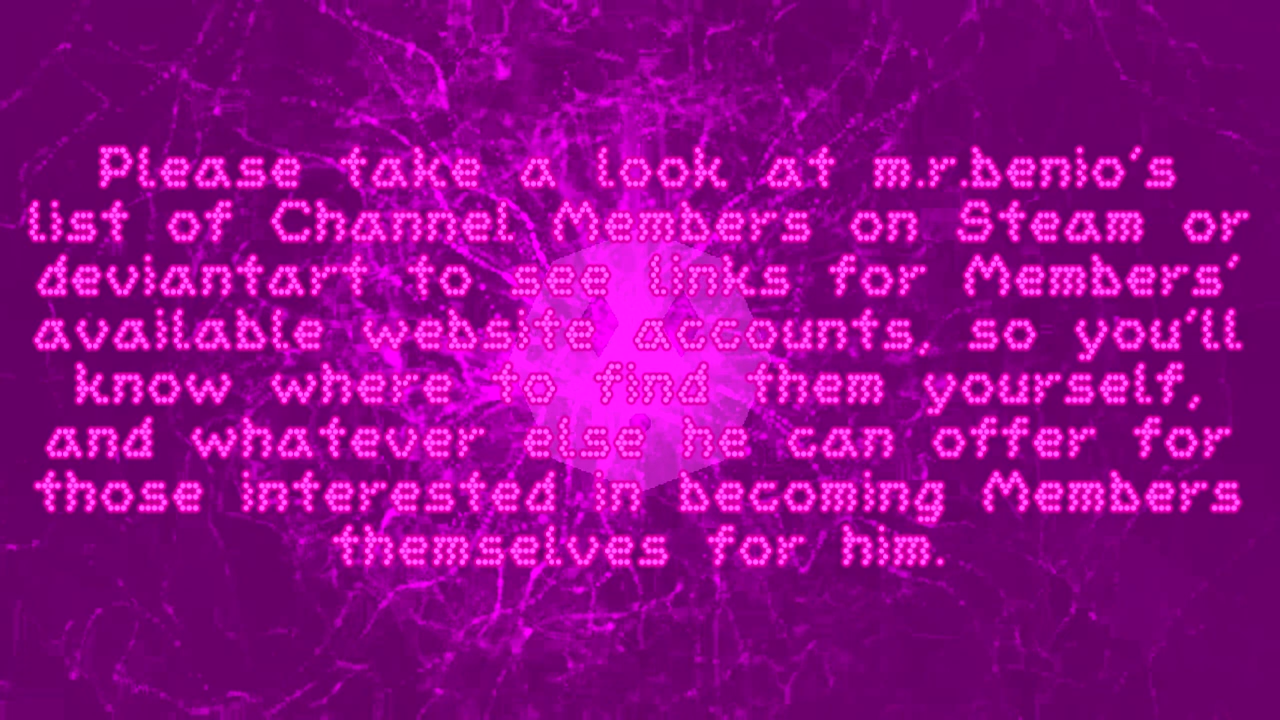 Please take a look at m.r.benio's
list of Channel Members on Steam or
deviantart to see links for Members'
available website accounts, so you'll
know where to find them yourself,
and whatever else he can offer for
those interested in becoming Members
themselves for him.